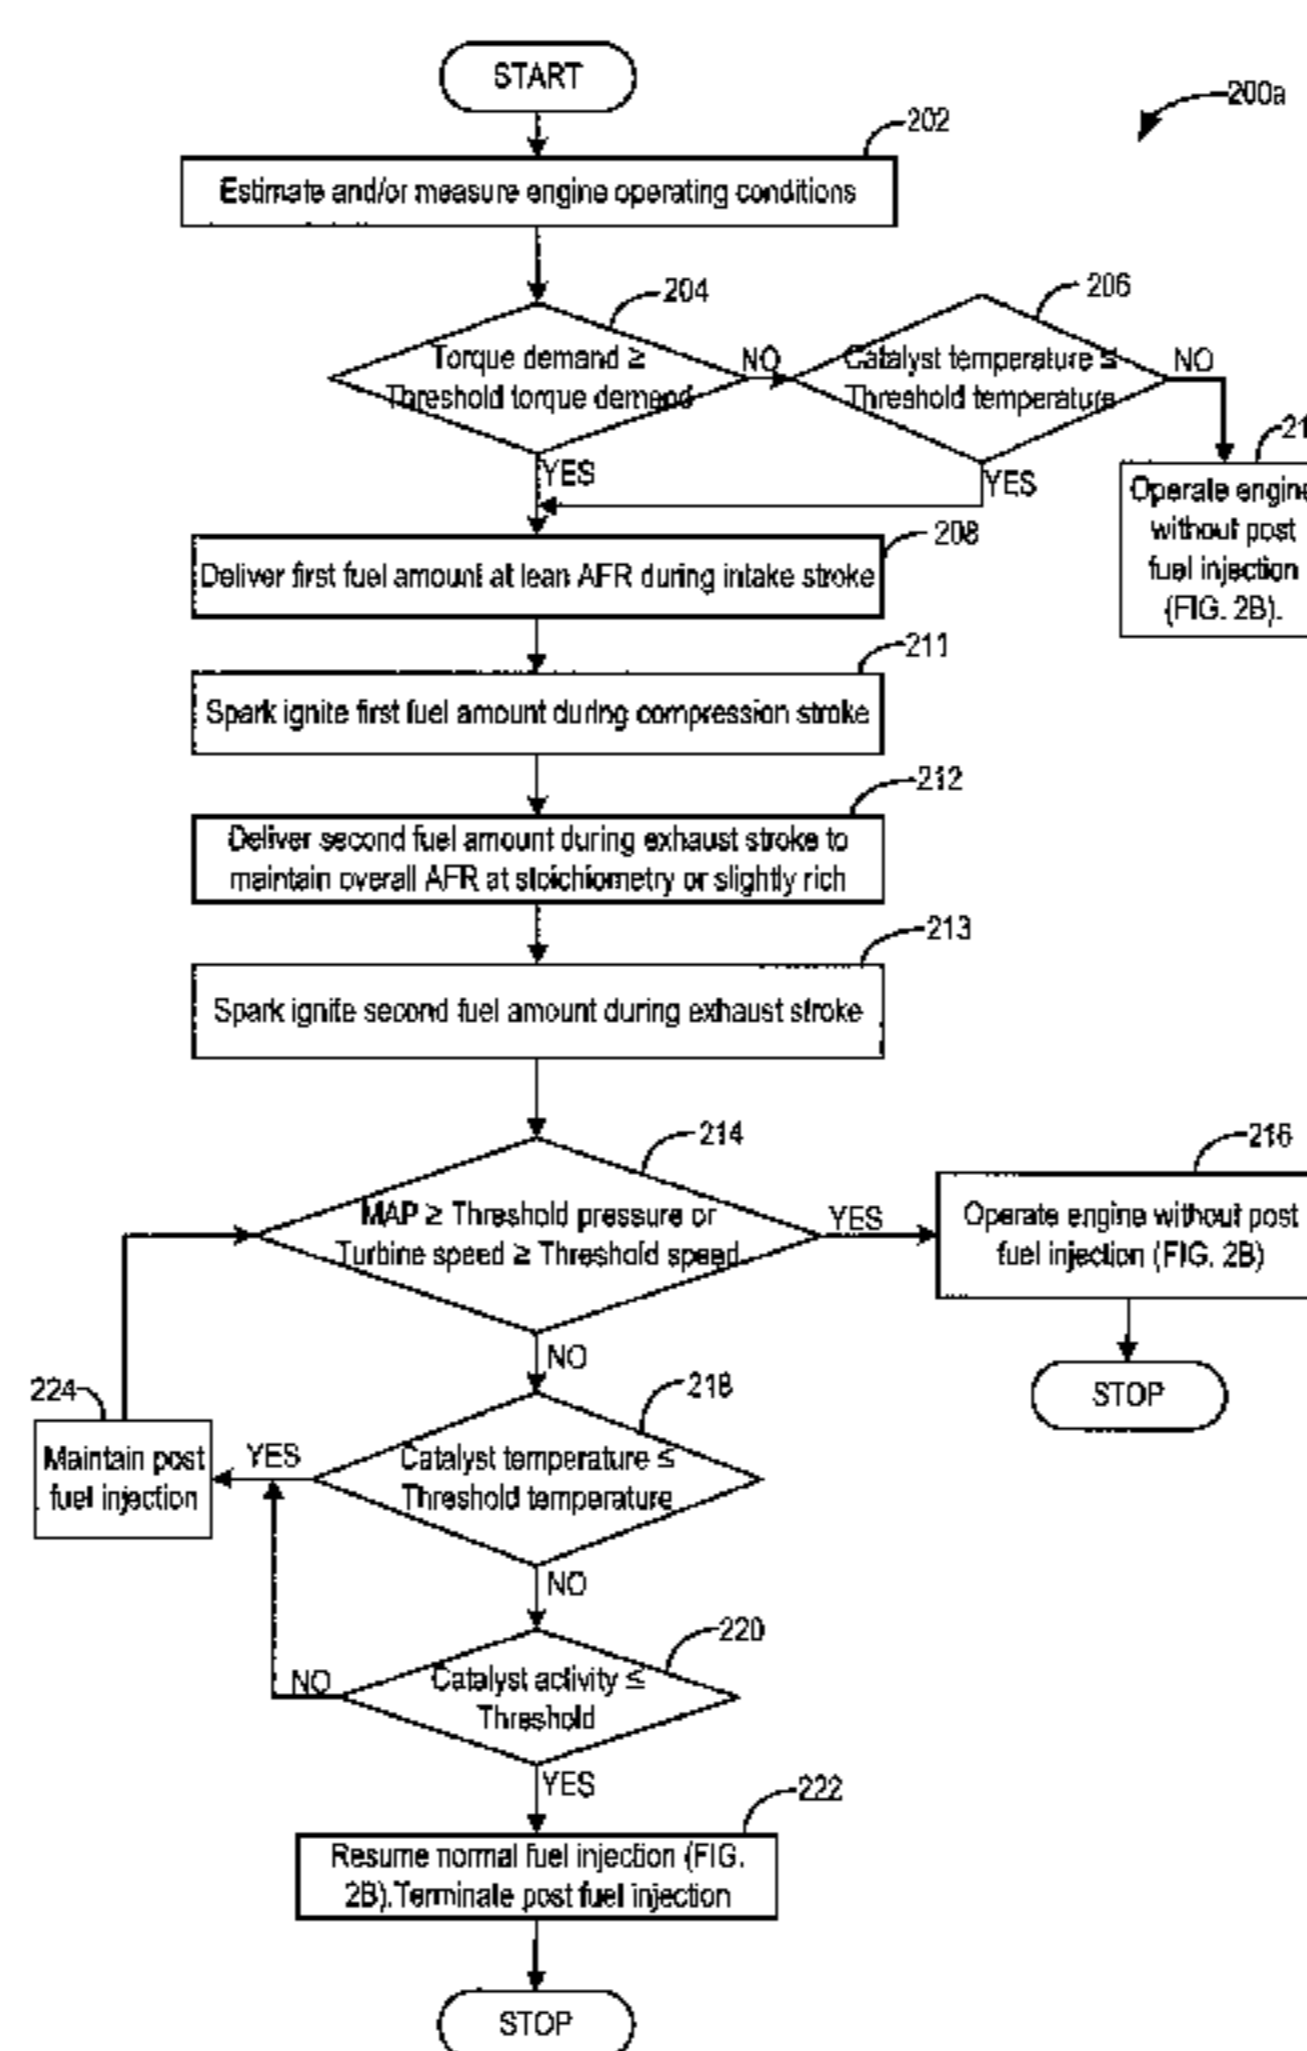 START
200a
202
Estimate and/or measure engine operating conditions
204
206
Torque demand ≥
Threshold torque demand
NO
Catalyst temperature ≤
Threshold temperature
NO
YES
YES
Operate engine
without post
fuel injection
(FIG. 2B).
208
Deliver first fuel amount at lean AFR during intake stroke
211
Spark ignite first fuel amount during compression stroke
212
Deliver second fuel amount during exhaust stroke to
maintain overall AFR at stoichiometry or slightly rich
213
Spark ignite second fuel amount during exhaust stroke
214
216
MAP ≥ Threshold pressure or
Turbine speed ≥ Threshold speed
YES
Operate engine without post
fuel injection (FIG. 2B)
NO
STOP
224
218
Maintain post
fuel injection
YES
Catalyst temperature ≤
Threshold temperature
NO
220
NO
Catalyst activity ≤
Threshold
YES
222
Resume normal fuel injection (FIG.
2B).Terminate post fuel injection
STOP